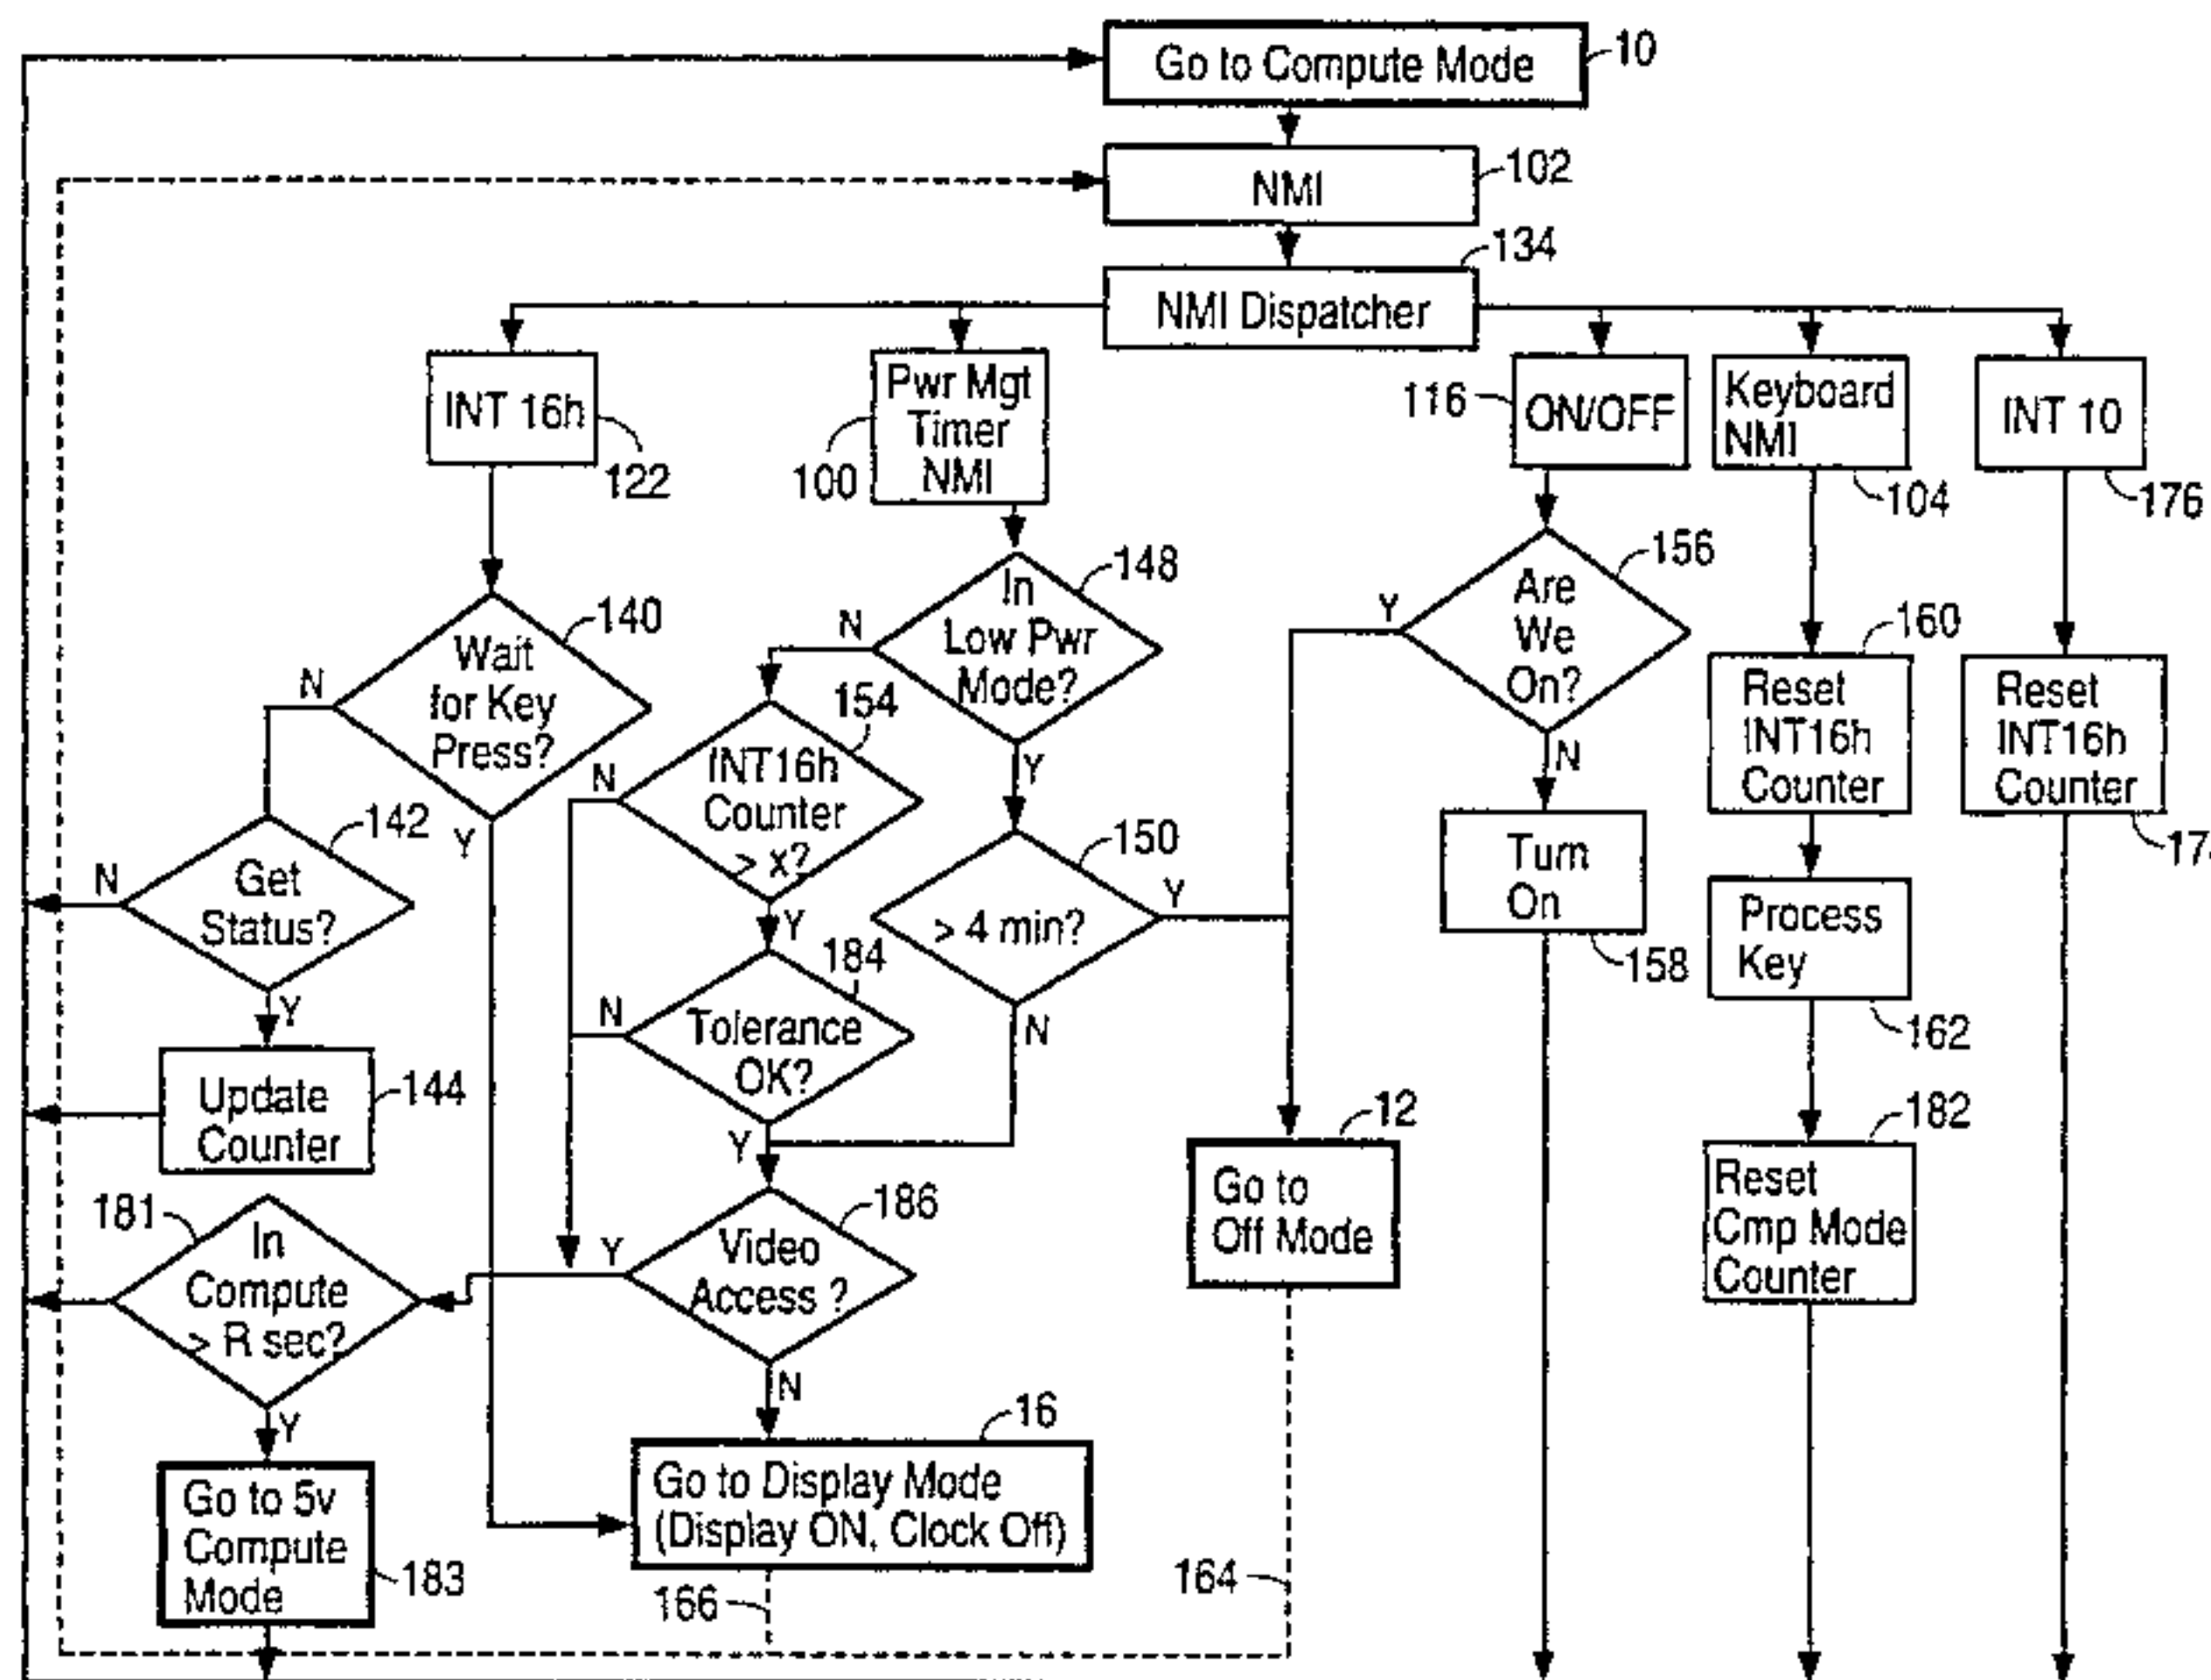 Go to Compute Mode
10
NMI
102
134
NMI Dispatcher
INT 16h
122
Pwr Mgt
Timer
NMI
100
116
ON/OFF
Keyboard
NMI
104
INT 10
176
140
Wait
for Key
Press?
N
Y
148
In
Low Pwr
Mode?
N
Y
156
Are
We
On?
Y
N
160
Reset
INT16h
Counter
Reset
INT16h
Counter
154
INT16h
Counter
> x?
N
Y
142
Get
Status?
N
Y
150
> 4 min?
Y
N
Turn
On
158
Process
Key
162
184
Tolerance
OK?
N
Y
Update
Counter
144
12
Go to
Off Mode
182
Reset
Cmp Mode
Counter
181
In
Compute
> R sec?
Y
186
Video
Access ?
Y
N
16
Go to Display Mode
(Display ON, Clock Off)
Go to 5v
Compute
Mode
183
166
164